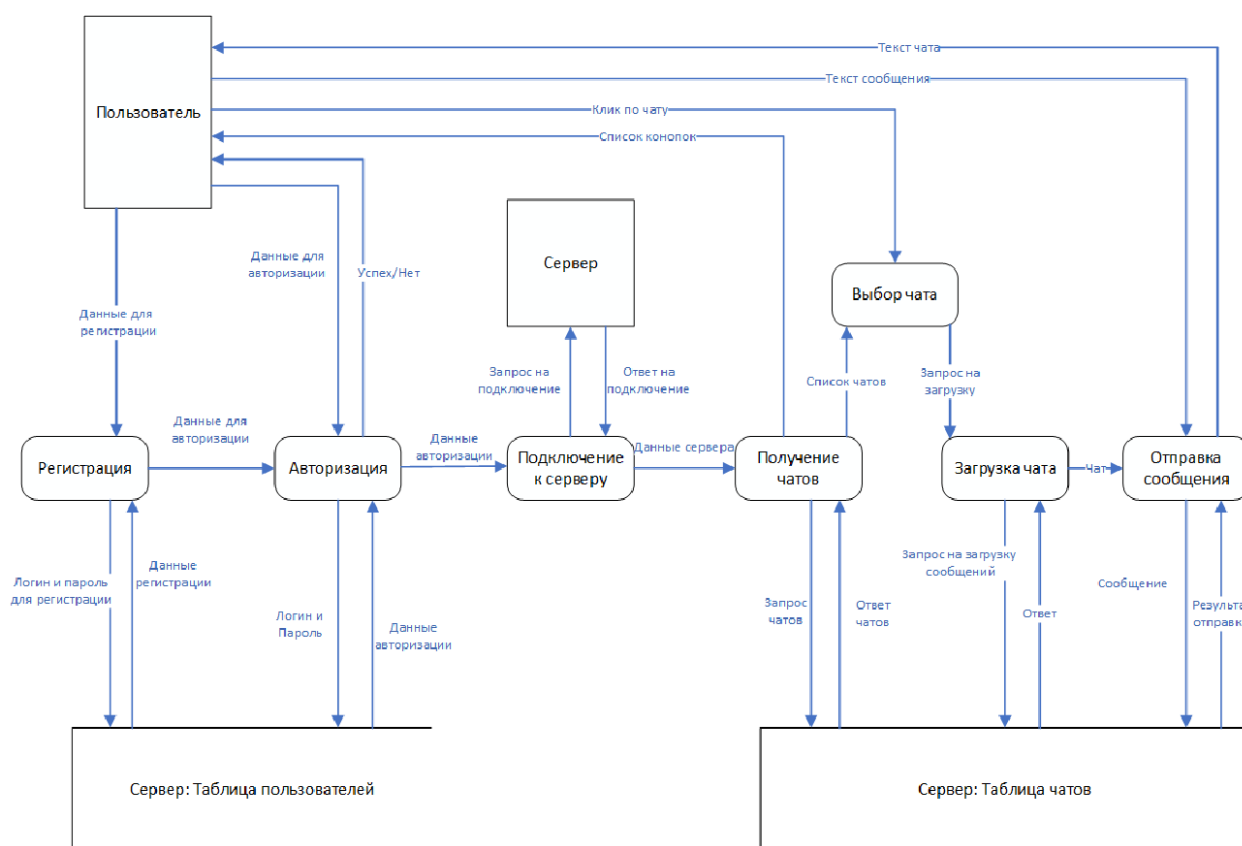 Текст чата
Текст сообщения
Пользователь
Клик по чату
Список конопок
Данные для
авторизации
Успех/Нет
Сервер
Выбор чата
Данные для
регистрации
Запрос на
подключение
Ответ на
подключение
Список чатов
Запрос на
загрузку
Данные для
авторизации
Данные
авторизации
Данные сервера
Регистрация
Авторизация
Подключение
к серверу
Получение
чатов
Загрузка чата
Чат
Отправка
сообщения
Логин и пароль
для регистрации
Данные
регистрации
Логин и
Пароль
Данные
авторизации
Запрос
чатов
Ответ
чатов
Запрос на загрузку
сообщений
Ответ
Сообщение
Результа
отправк
Сервер: Таблица пользователей
Сервер: Таблица чатов